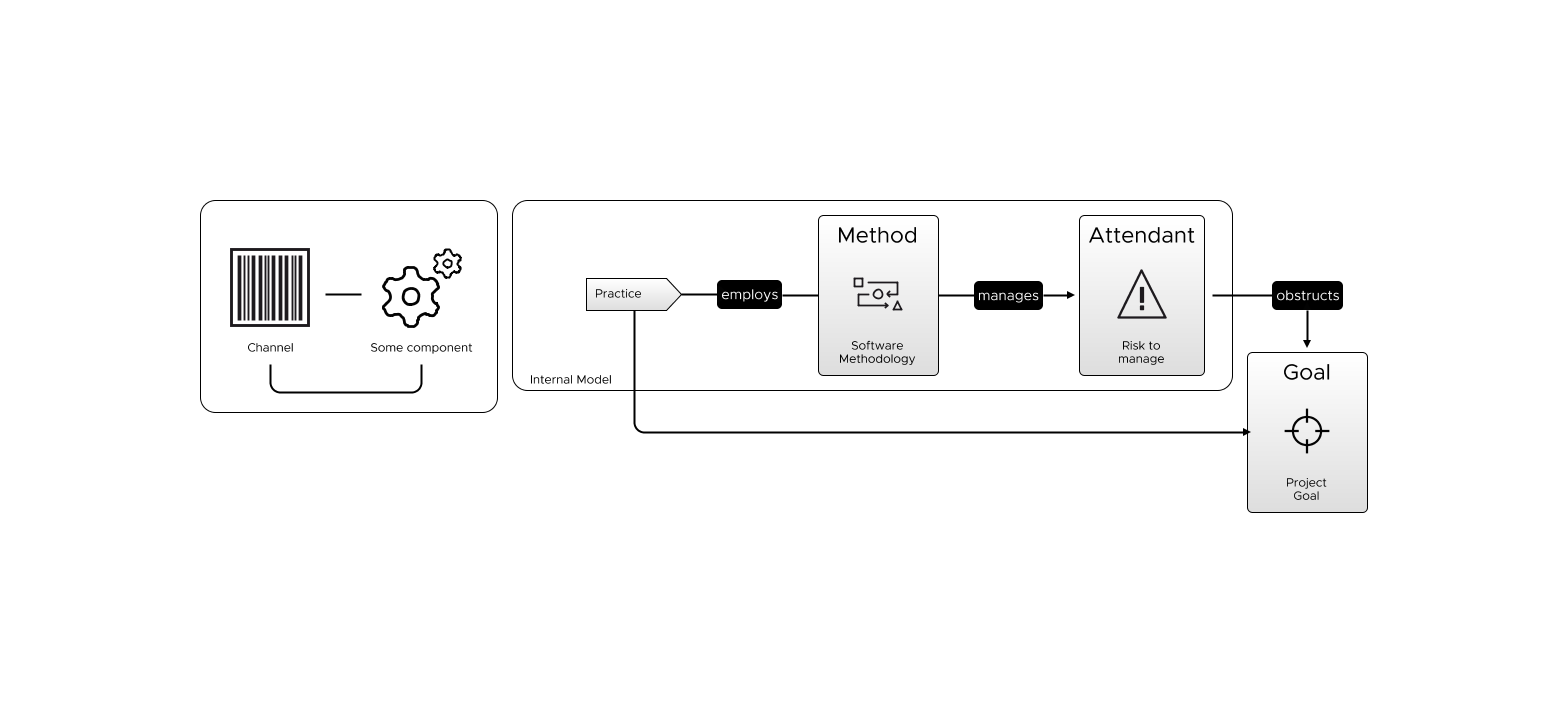 Channel
Some component
Internal Model
Practice
employs
Method
Software
Methodology
manages
Attendant
Risk to
manage
obstructs
Goal
Project
Goal